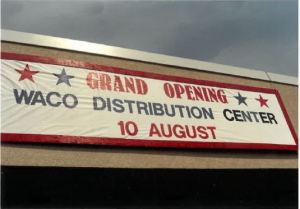 GRAND OPENING
WACO DISTRIBUTION CENTER
10 AUGUST